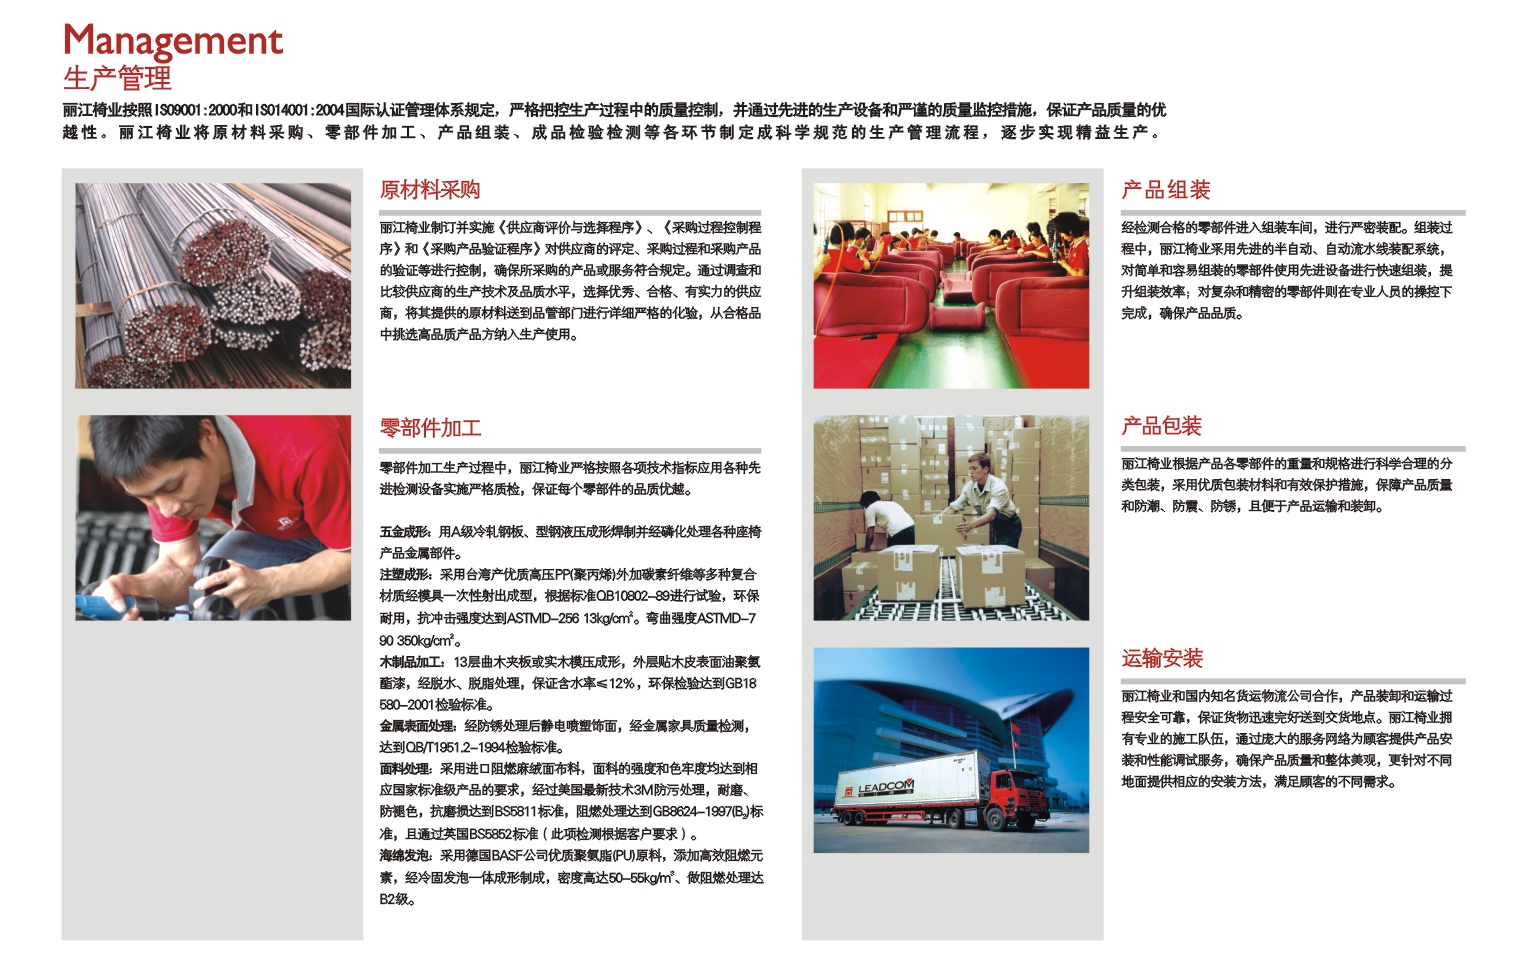 Management
生产管理
丽江椅业按照ISO9001:2000和ISO14001:2004国际认证管理体系规定，严格把控生产过程中的质量控制，并通过先进的生产设备和严谨的质量监控措施，保证产品质量的优
越性。丽江椅业将原材料采购、零部件加工、产品组装、成品检验检测等各环节制定成科学规范的生产管理流程，逐步实现精益生产。
原材料采购
丽江椅业制订并实施《供应商评价与选择程序》、《采购过程控制程
序》和《采购产品验证程序》对供应商的评定、采购过程和采购产品
的验证等进行控制，确保所采购的产品或服务符合规定。通过调查和
比较供应商的生产技术及品质水平，选择优秀、合格、有实力的供应
商，将其提供的原材料送到品管部门进行详细严格的化验，从合格品
中挑选高品质产品方纳入生产使用。
零部件加工
零部件加工生产过程中，丽江椅业严格按照各项技术指标应用各种先
进检测设备实施严格质检，保证每个零部件的品质优越。
五金成形：用A级冷轧钢板、型钢液压成形焊制并经磷化处理各种座椅
产品金属部件。
注塑成形：采用台湾产优质高压PP(聚丙烯)外加碳素纤维等多种复合
材质经模具一次性射出成型，根据标准QB10802-89进行试验，环保
耐用，抗冲击强度达到ASTMD-256 13kg/cm²。弯曲强度ASTMD-7
90 350kg/cm²。
木制品加工：13层曲木夹板或实木模压成形，外层贴木皮表面油聚氨
酯漆，经脱水、脱脂处理，保证含水率≤12%，环保检验达到GB18
580-2001检验标准。
金属表面处理：经防锈处理后静电喷塑饰面，经金属家具质量检测，
达到QB/T1951.2-1994检验标准。
面料处理：采用进口阻燃麻绒面布料，面料的强度和色牢度均达到相
应国家标准级产品的要求，经过美国最新技术3M防污处理，耐磨、
防褪色，抗磨损达到BS5811标准，阻燃处理达到GB8624-1997(B₂)标
准，且通过英国BS5852标准（此项检测根据客户要求）。
海绵发泡：采用德国BASF公司优质聚氨脂(PU)原料，添加高效阻燃元
素，经冷固发泡一体成形制成，密度高达50-55kg/m³、做阻燃处理达
B2级。
产品组装
经检测合格的零部件进入组装车间，进行严密装配。组装过
程中，丽江椅业采用先进的半自动、自动流水线装配系统，
对简单和容易组装的零部件使用先进设备进行快速组装，提
升组装效率；对复杂和精密的零部件则在专业人员的操控下
完成，确保产品品质。
产品包装
丽江椅业根据产品各零部件的重量和规格进行科学合理的分
类包装，采用优质包装材料和有效保护措施，保障产品质量
和防潮、防震、防锈，且便于产品运输和装卸。
运输安装
丽江椅业和国内知名货运物流公司合作，产品装卸和运输过
程安全可靠，保证货物迅速完好送到交货地点。丽江椅业拥
有专业的施工队伍，通过庞大的服务网络为顾客提供产品安
装和性能调试服务，确保产品质量和整体美观，更针对不同
地面提供相应的安装方法，满足顾客的不同需求。
LEADCOM